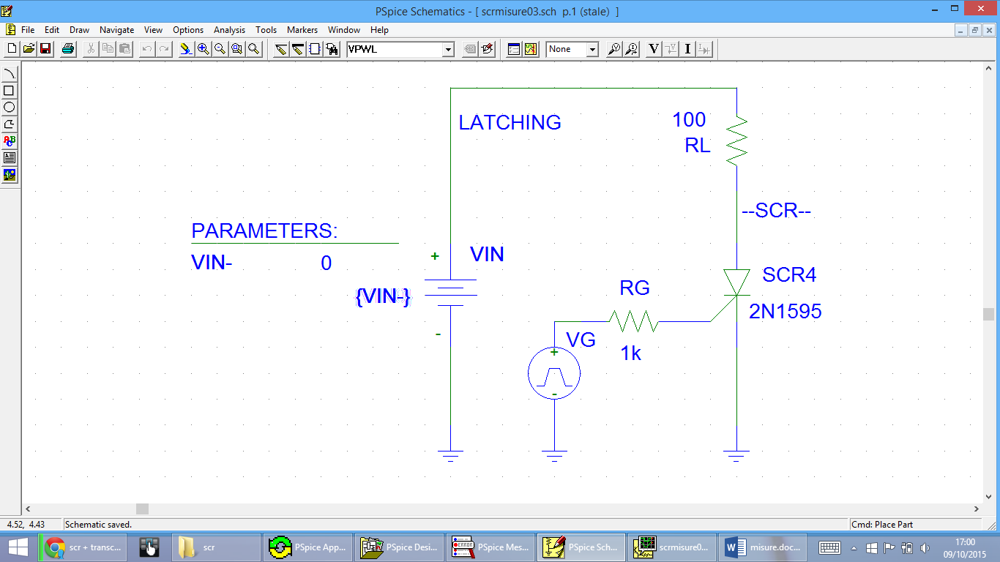 PSpice Schematics - [ scrmisure03.sch p.1 (stale) ]
File Edit Draw Navigate View Options Analysis Tools Markers Window Help
VPWL None V I
ABC
LATCHING
100
RL
--SCR--
PARAMETERS:
VIN- 0
+ VIN
{VIN-}
-
SCR4
2N1595
RG
1k
VG
+
-
4.52, 4.43 Schematic saved. Cmd: Place Part
scr + transc... scr PSpice App... PSpice Desi... ERROR PSpice Mes... PSpice Sch... scrmisure0... W misure.doc...
17:00
09/10/2015